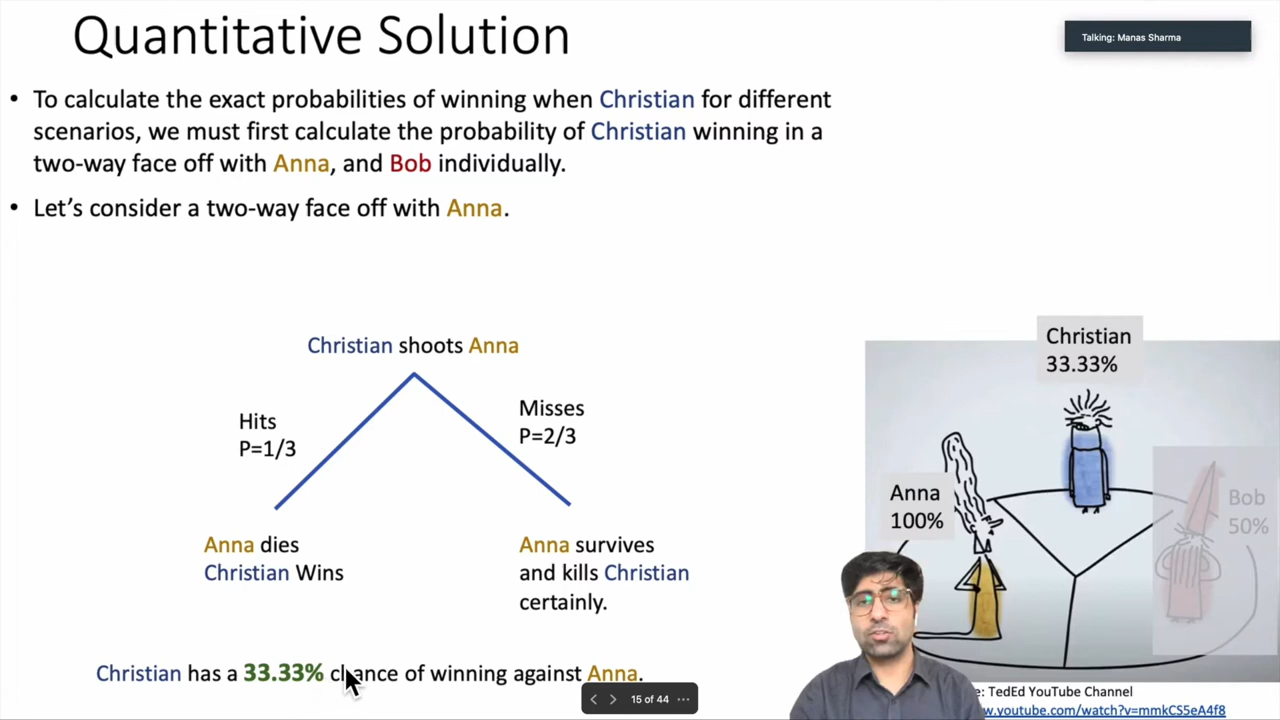 Quantitative Solution
Talking: Manas Sharma
• To calculate the exact probabilities of winning when Christian for different
scenarios, we must first calculate the probability of Christian winning in a
two-way face off with Anna, and Bob individually.
• Let's consider a two-way face off with Anna.
Christian shoots Anna
Hits
P=1/3
Misses
P=2/3
Anna dies
Christian Wins
Anna survives
and kills Christian
certainly.
Christian has a 33.33% chance of winning against Anna.
Christian
33.33%
Anna
100%
Bob
50%
15 of 44
e: TedEd YouTube Channel
w.youtube.com/watch?v=mmkCS5eA4f8